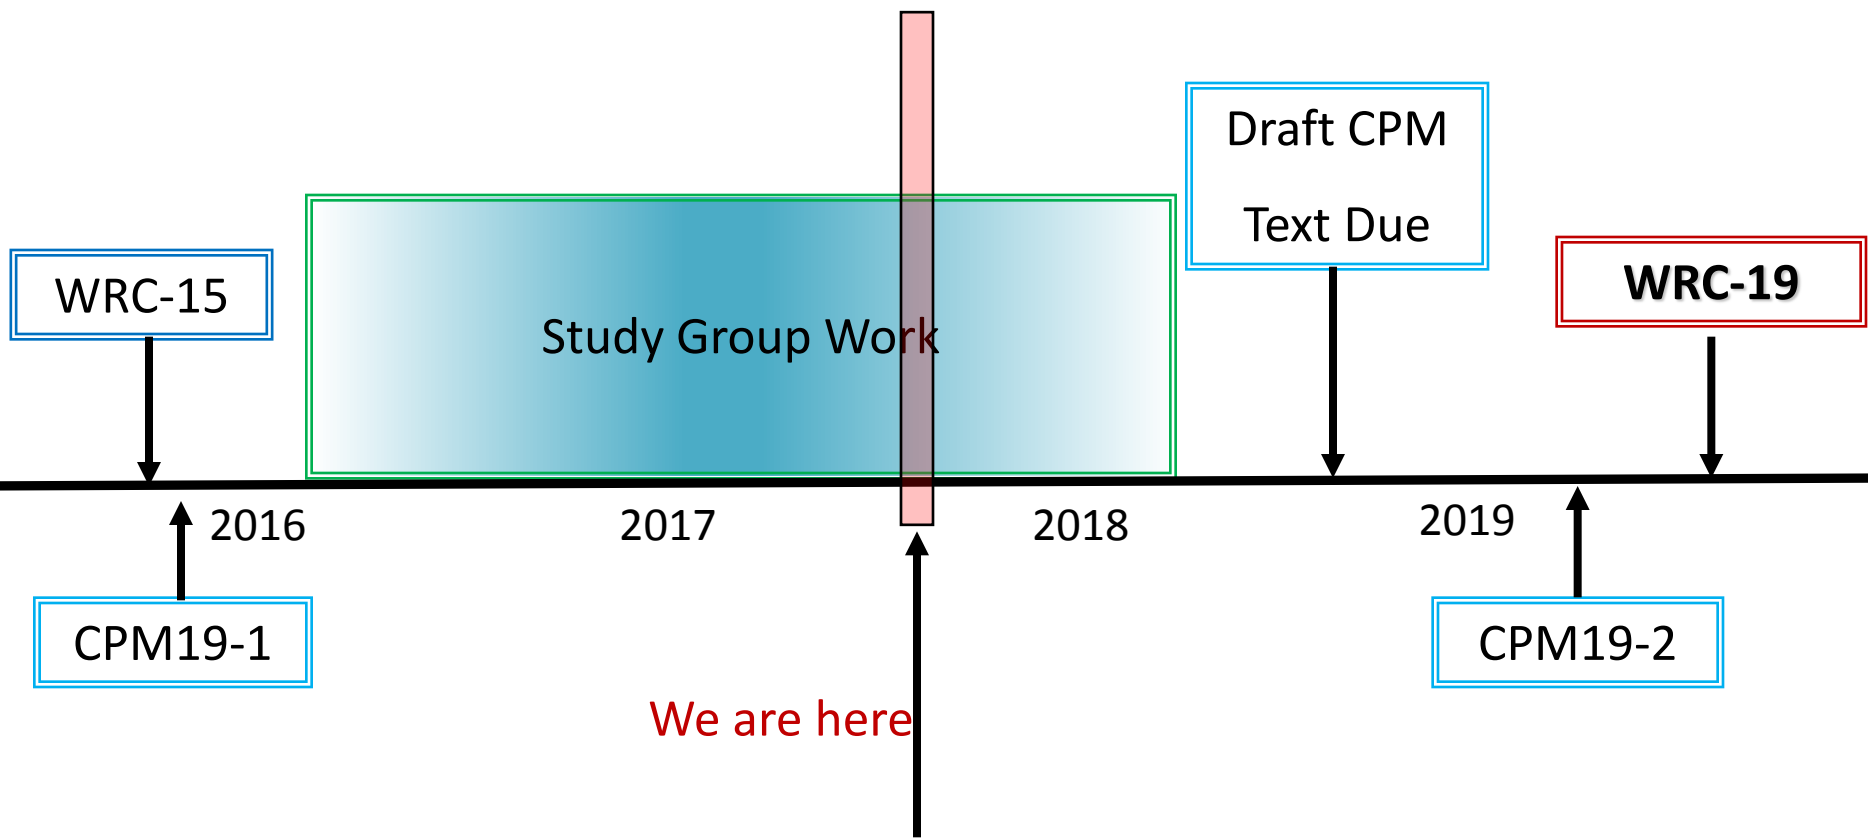 Draft CPM
Text Due
WRC-15
WRC-19
Study Group Work
2016
2017
2018
2019
CPM19-1
CPM19-2
We are here